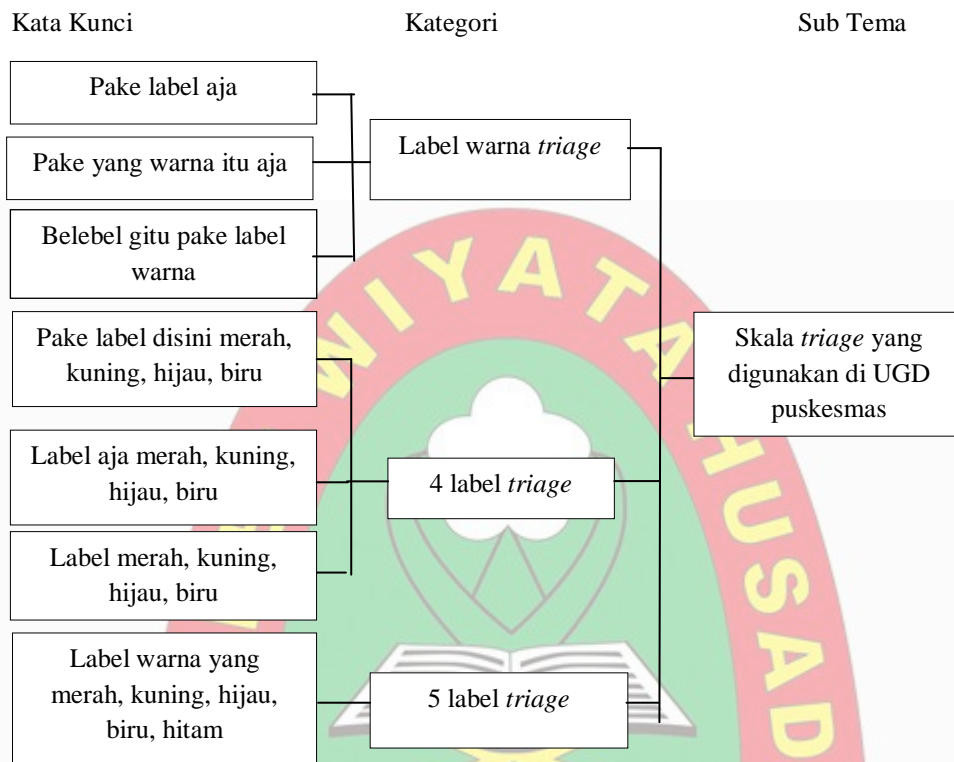 Kata Kunci
Kategori
Sub Tema
Pake label aja
Pake yang warna itu aja
Belebel gitu pake label
warna
Pake label disini merah,
kuning, hijau, biru
Label aja merah, kuning,
hijau, biru
Label merah, kuning,
hijau, biru
Label warna yang
merah, kuning, hijau,
biru, hitam
Label warna triage
4 label triage
5 label triage
Skala triage yang
digunakan di UGD
puskesmas
WIYATA HUSAD